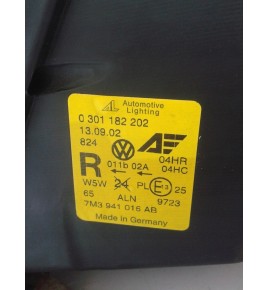 AL Automotive Lighting
0 301 182 202
13.09.02
824
04HR
R 011b 02A 04HC
W5W 24 PL E13 25
65 ALN 9723
7M3 941 016 AB
Made in Germany